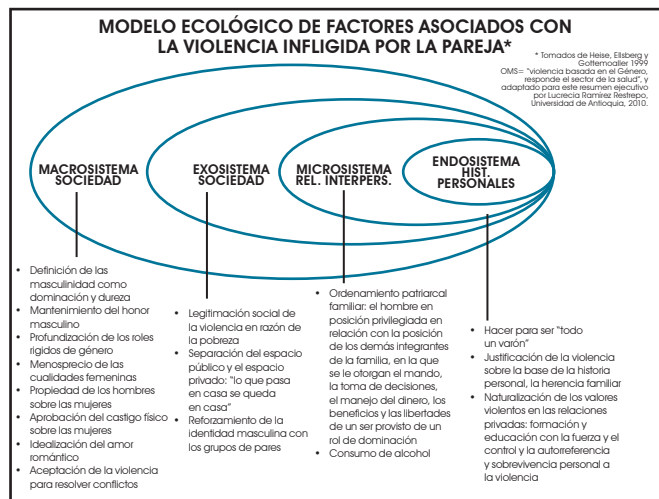 MODELO ECOLÓGICO DE FACTORES ASOCIADOS CON
LA VIOLENCIA INFLIGIDA POR LA PAREJA*
* Tomados de Heise, Ellsberg y
Gottemoaller 1999
OMS= "violencia basada en el Género,
responde el sector de la salud", y
adaptado para este resumen ejecutivo
por Lucrecia Ramírez Restrepo,
Universidad de Antioquia, 2010.
MACROSISTEMA
SOCIEDAD
EXOSISTEMA
SOCIEDAD
MICROSISTEMA
REL. INTERPERS.
ENDOSISTEMA
HIST.
PERSONALES
• Definición de las
masculinidad como
dominación y dureza
• Mantenimiento del honor
masculino
• Profundización de los roles
rigidos de género
• Menosprecio de las
cualidades femeninas
• Propiedad de los hombres
sobre las mujeres
• Aprobación del castigo físico
sobre las mujeres
• Idealización del amor
romántico
• Aceptación de la violencia
para resolver conflictos
• Legitimación social de
la violencia en razón de
la pobreza
• Separación del espacio
público y el espacio
privado: "lo que pasa
en casa se queda
en casa"
• Reforzamiento de la
identidad masculina con
los grupos de pares
• Ordenamiento patriarcal
familiar: el hombre en
posición privilegiada en
relación con la posición
de los demás integrantes
de la familia, en la que
se le otorgan el mando,
la toma de decisiones,
el manejo del dinero, los
beneficios y las libertades
de un ser provisto de un
rol de dominación
• Consumo de alcohol
• Hacer para ser "todo
un varón"
• Justificación de la violencia
sobre la base de la historia
personal, la herencia familiar
• Naturalización de los valores
violentos en las relaciones
privadas: formación y
educación con la fuerza y el
control y la autorreferencia
y sobrevivencia personal a
la violencia